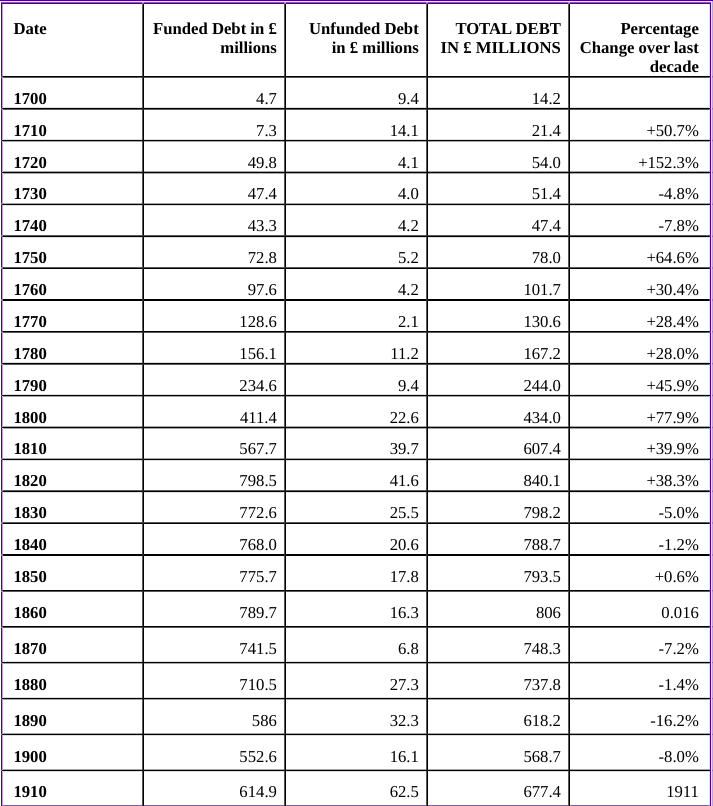 Date Funded Debt in £ millions Unfunded Debt in £ millions TOTAL DEBT IN £ MILLIONS Percentage Change over last decade
1700 4.7 9.4 14.2
1710 7.3 14.1 21.4 +50.7%
1720 49.8 4.1 54.0 +152.3%
1730 47.4 4.0 51.4 -4.8%
1740 43.3 4.2 47.4 -7.8%
1750 72.8 5.2 78.0 +64.6%
1760 97.6 4.2 101.7 +30.4%
1770 128.6 2.1 130.6 +28.4%
1780 156.1 11.2 167.2 +28.0%
1790 234.6 9.4 244.0 +45.9%
1800 411.4 22.6 434.0 +77.9%
1810 567.7 39.7 607.4 +39.9%
1820 798.5 41.6 840.1 +38.3%
1830 772.6 25.5 798.2 -5.0%
1840 768.0 20.6 788.7 -1.2%
1850 775.7 17.8 793.5 +0.6%
1860 789.7 16.3 806 0.016
1870 741.5 6.8 748.3 -7.2%
1880 710.5 27.3 737.8 -1.4%
1890 586 32.3 618.2 -16.2%
1900 552.6 16.1 568.7 -8.0%
1910 614.9 62.5 677.4 1911